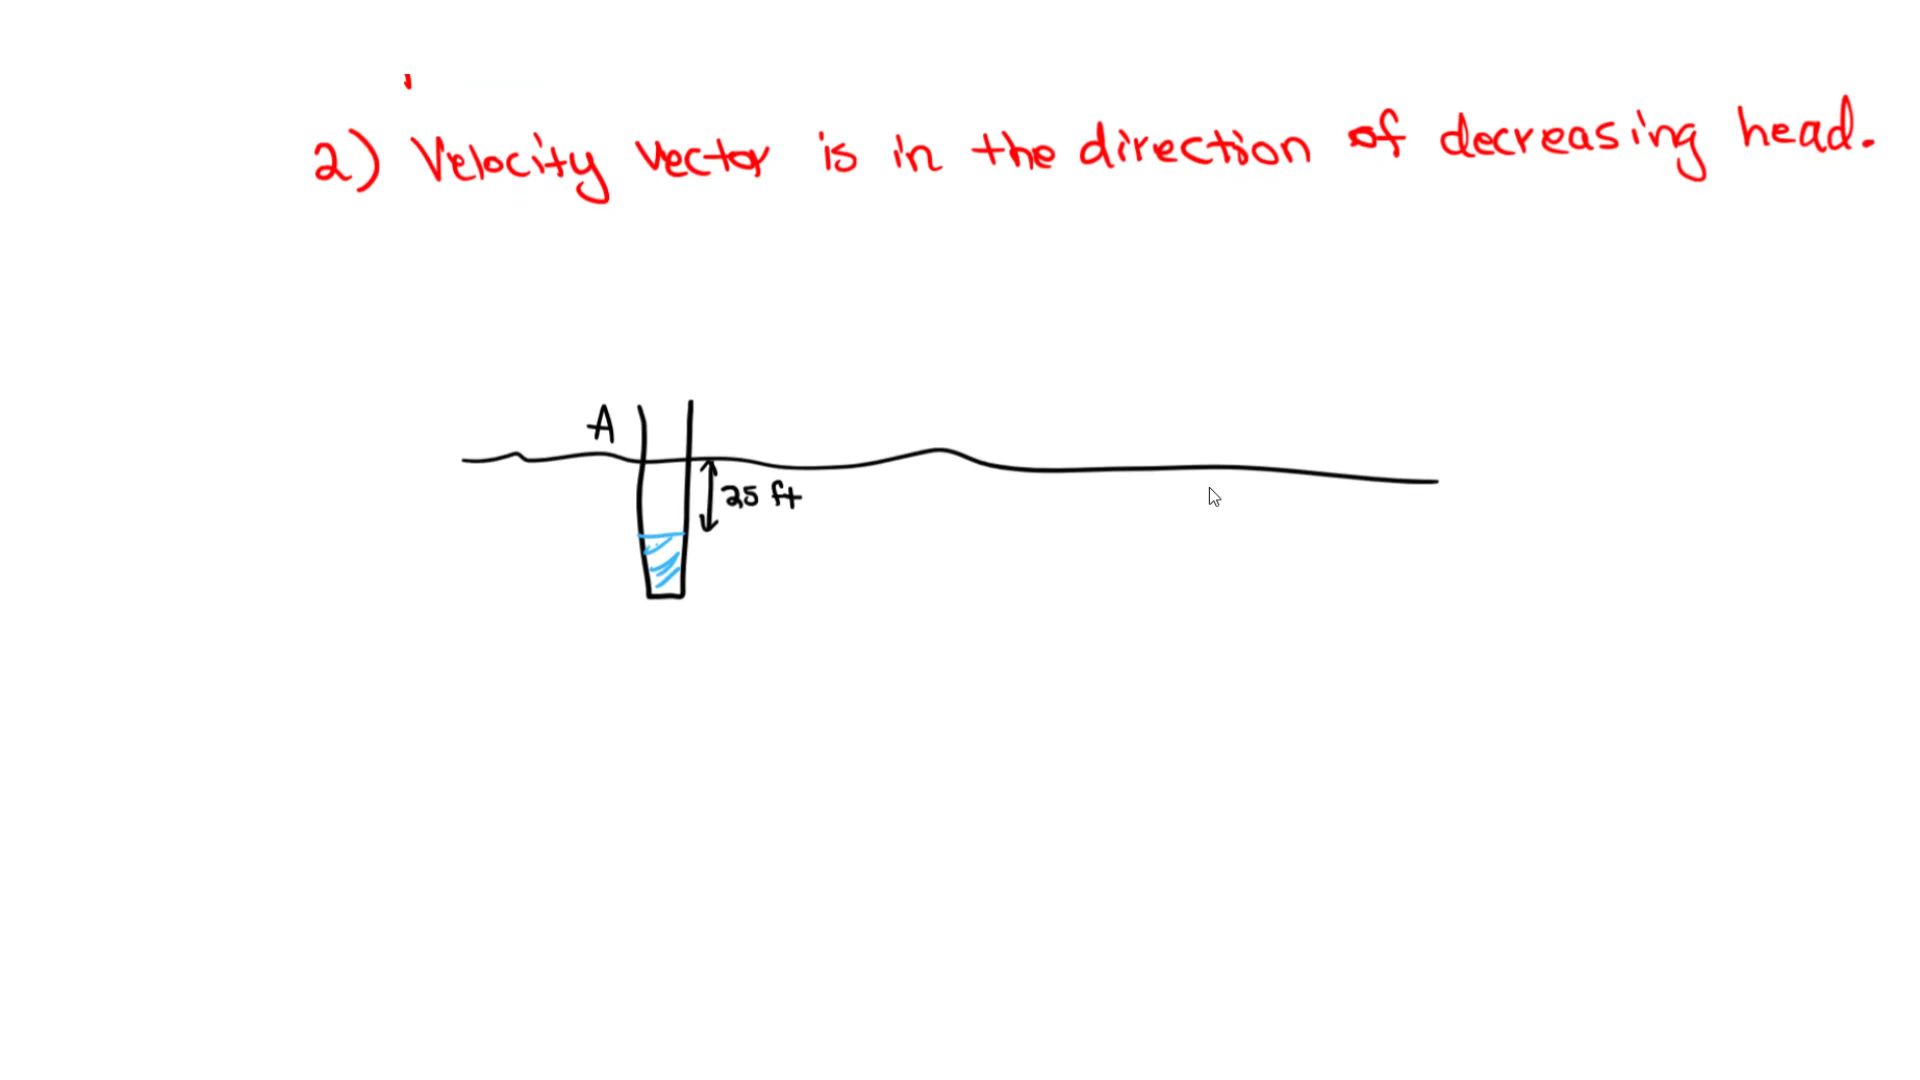 2) Velocity vector is in the direction of decreasing head.
A
25 ft